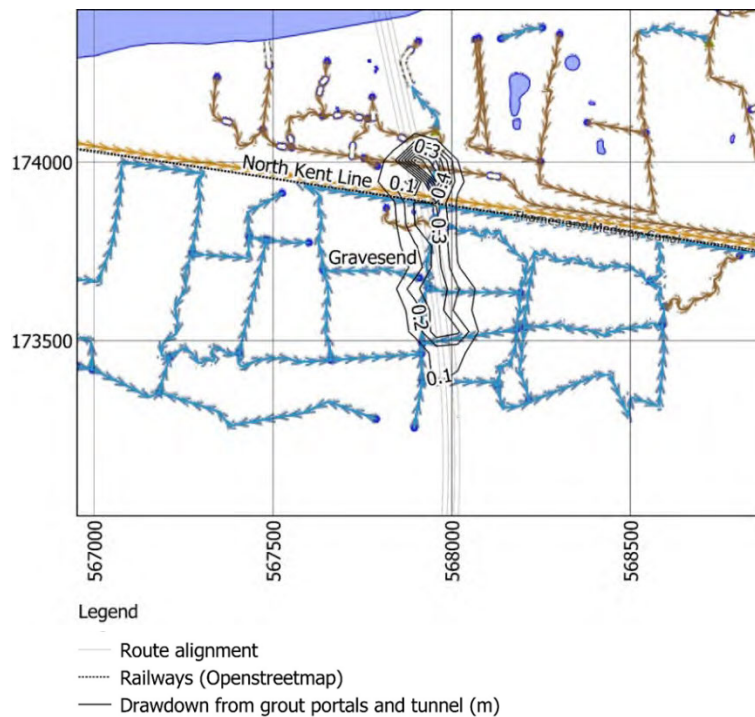 174000
173500
North Kent Line
Gravesend
0.3
0.4
0.1
0.3
0.2
0.1
567000
567500
568000
568500
Legend
Route alignment
Railways (Openstreetmap)
Drawdown from grout portals and tunnel (m)